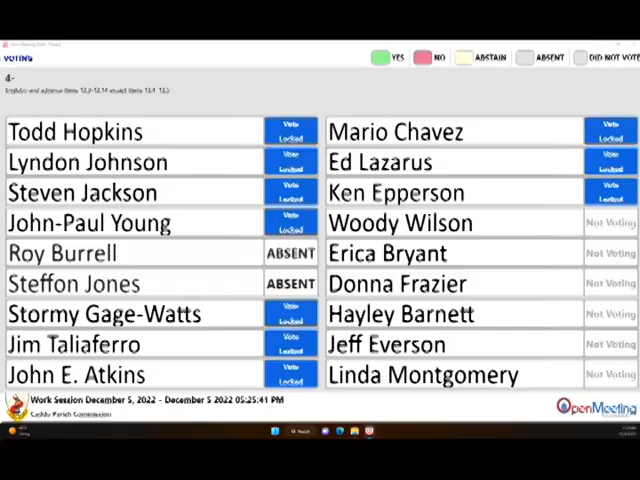 VOTING
YES NO ABSTAIN ABSENT DID NOT VOTE
4-
Todd Hopkins Vote Locked Mario Chavez Vote Locked
Lyndon Johnson Vote Locked Ed Lazarus Vote Locked
Steven Jackson Vote Locked Ken Epperson Vote Locked
John-Paul Young Vote Locked Woody Wilson Not Voting
Roy Burrell ABSENT Erica Bryant Not Voting
Steffon Jones ABSENT Donna Frazier Not Voting
Stormy Gage-Watts Vote Locked Hayley Barnett Not Voting
Jim Taliaferro Vote Locked Jeff Everson Not Voting
John E. Atkins Vote Locked Linda Montgomery Not Voting
Work Session December 5, 2022 - December 5 2022 05:25:41 PM
Caddo Parish Commission
OpenMeeting